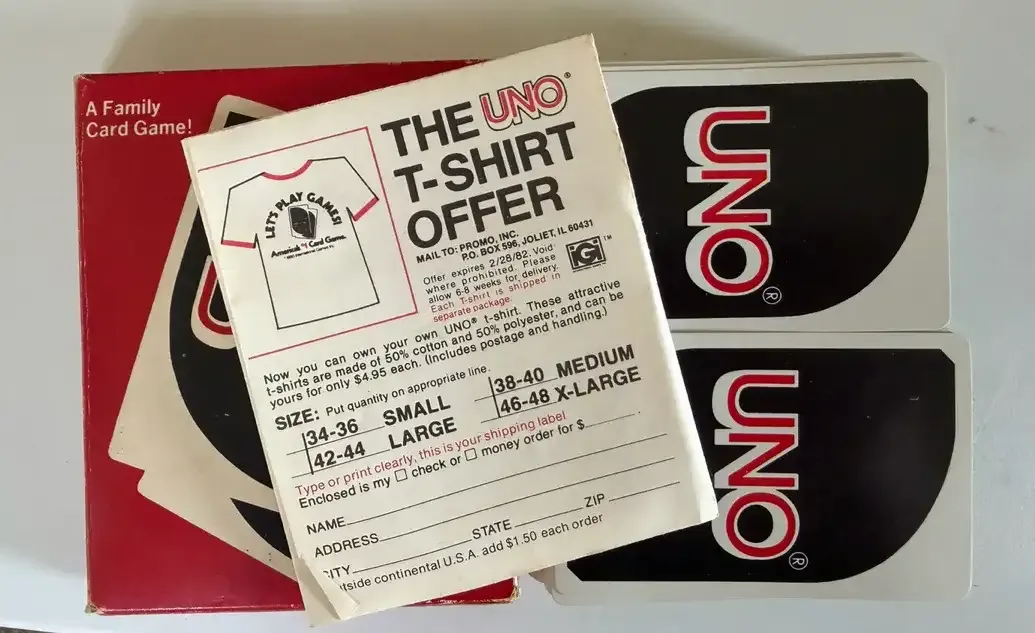 A Family
Card Game!
THE UNO®
T-SHIRT
OFFER
MAIL TO: PROMO, INC.
P.O. BOX 596, JOLIET, IL 60431
Offer expires 2/28/82. Void
where prohibited. Please
allow 6-8 weeks for delivery.
Each T-shirt is shipped in
separate package.
IGI™
LET'S PLAY GAMES!
America's #1 Card Game.
Now you can own your own UNO® t-shirt. These attractive
t-shirts are made of 50% cotton and 50% polyester, and can be
yours for only $4.95 each. (Includes postage and handling.)
SIZE: Put quantity on appropriate line.
34-36 SMALL
38-40 MEDIUM
42-44 LARGE
46-48 X-LARGE
Type or print clearly, this is your shipping label
Enclosed is my □ check or □ money order for $
NAME
ADDRESS
CITY STATE ZIP
tside continental U.S.A. add $1.50 each order
UNO®
UNO®